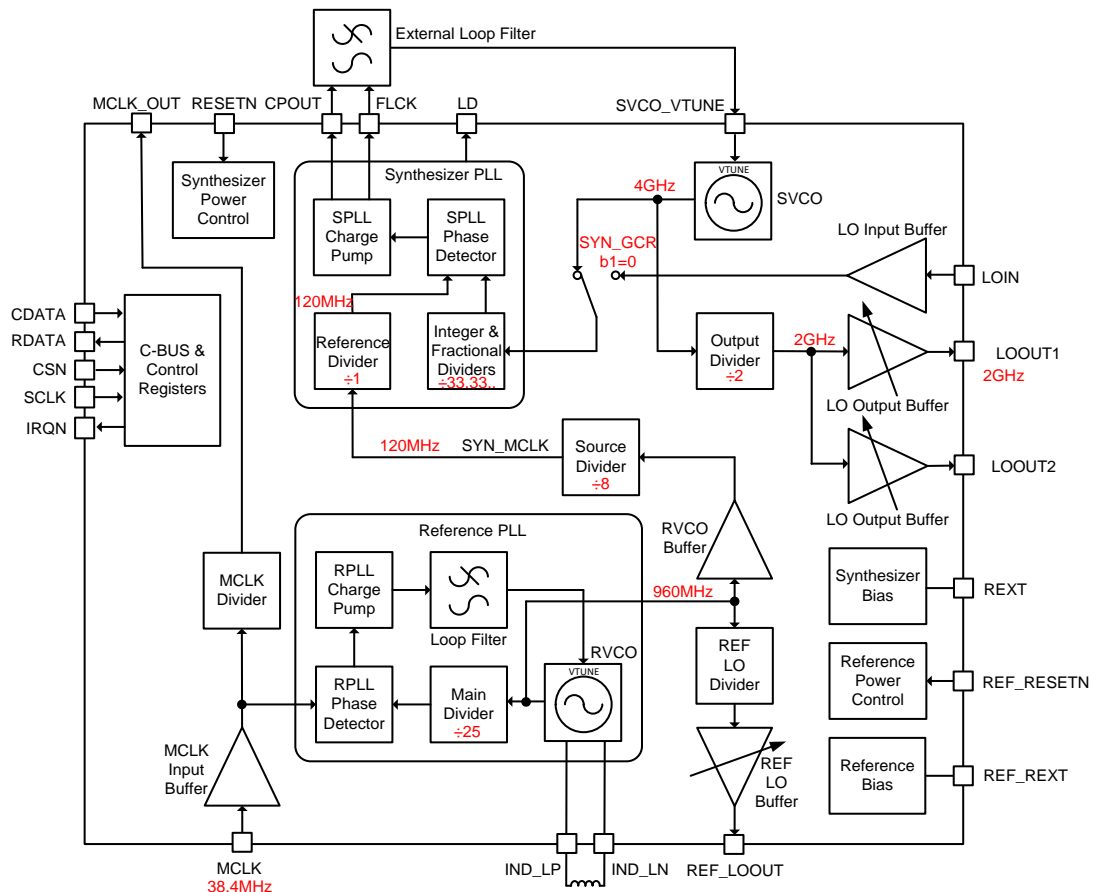 External Loop Filter
MCLK_OUT
RESETN
CPOUT
FLCK
LD
SVCO_VTUNE
Synthesizer
Power
Control
Synthesizer PLL
SPLL
Charge
Pump
SPLL
Phase
Detector
120MHz
Reference
Divider
÷1
Integer &
Fractional
Dividers
÷33.33..
4GHz
VTUNE
SVCO
SYN_GCR
b1=0
LO Input Buffer
LOIN
Output
Divider
÷2
2GHz
LOOUT1
2GHz
LO Output Buffer
LOOUT2
LO Output Buffer
CDATA
RDATA
CSN
SCLK
IRQN
C-BUS &
Control
Registers
120MHz
SYN_MCLK
Source
Divider
÷8
Reference PLL
RPLL
Charge
Pump
Loop Filter
RVCO
Buffer
960MHz
MCLK
Divider
RPLL
Phase
Detector
Main
Divider
÷25
RVCO
VTUNE
REF
LO
Divider
Synthesizer
Bias
REXT
Reference
Power
Control
REF_RESETN
Reference
Bias
REF_REXT
MCLK
Input
Buffer
REF
LO
Buffer
MCLK
38.4MHz
IND_LP
IND_LN
REF_LOOUT